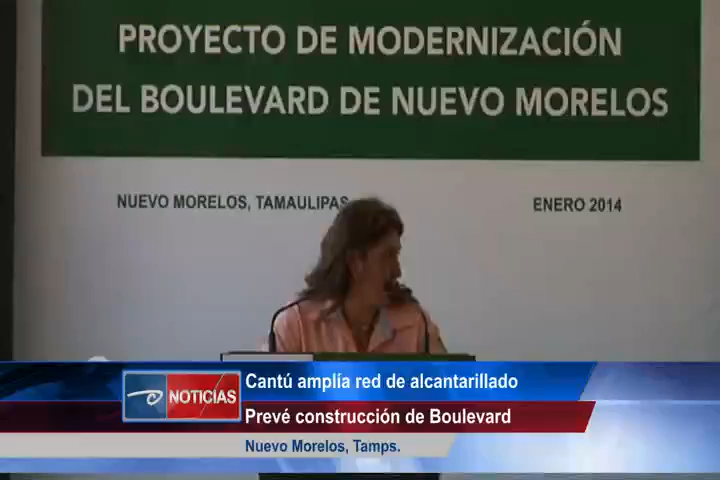 PROYECTO DE MODERNIZACIÓN
DEL BOULEVARD DE NUEVO MORELOS
NUEVO MORELOS, TAMAULIPAS
ENERO 2014
NOTICIAS
Cantú amplía red de alcantarillado
Prevé construcción de Boulevard
Nuevo Morelos, Tamps.